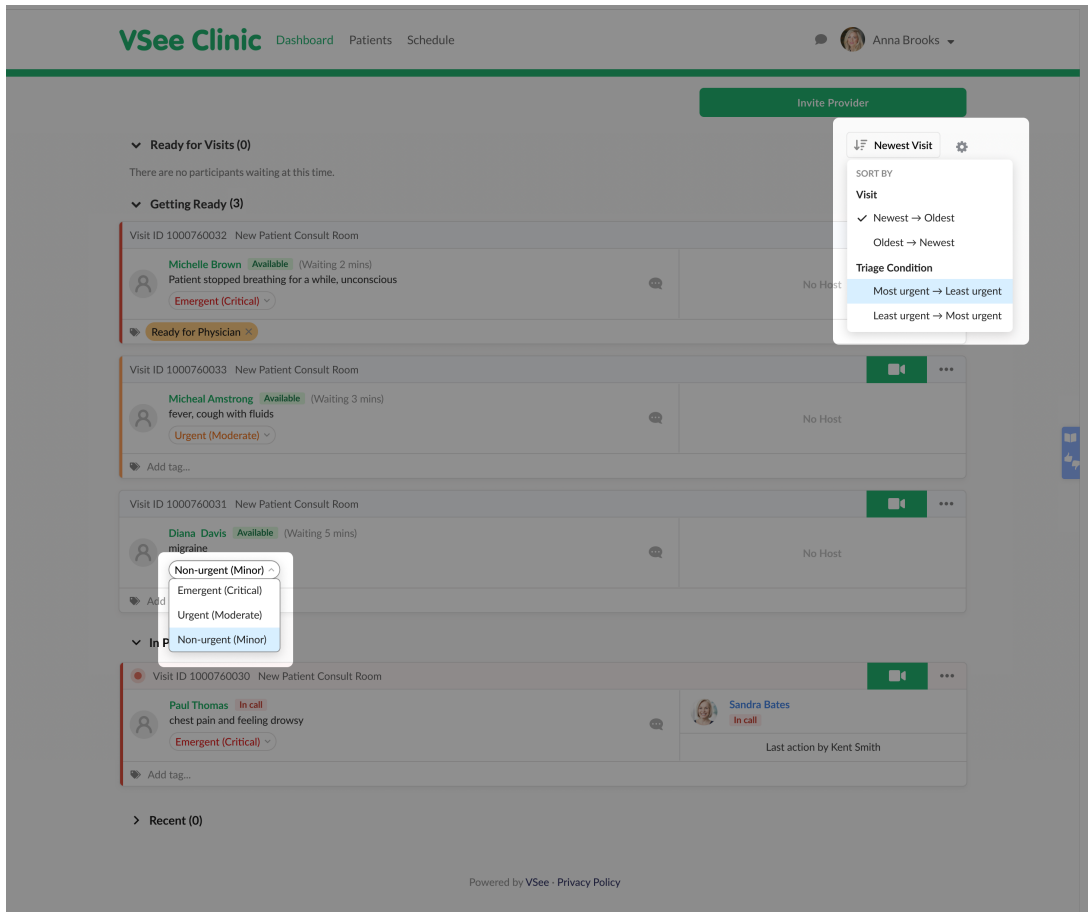 VSee Clinic Dashboard Patients Schedule Anna Brooks
Invite Provider
Ready for Visits (0)
Newest Visit
There are no participants waiting at this time.
SORT BY
Visit
Newest → Oldest
Oldest → Newest
Triage Condition
Most urgent → Least urgent
Least urgent → Most urgent
Getting Ready (3)
Visit ID 1000760032 New Patient Consult Room
Michelle Brown Available (Waiting 2 mins)
Patient stopped breathing for a while, unconscious
No Host
Emergent (Critical)
Ready for Physician ×
Visit ID 1000760033 New Patient Consult Room
Micheal Amstrong Available (Waiting 3 mins)
fever, cough with fluids
No Host
Urgent (Moderate)
Add tag...
Visit ID 1000760031 New Patient Consult Room
Diana Davis Available (Waiting 5 mins)
migraine
No Host
Non-urgent (Minor)
Emergent (Critical)
Urgent (Moderate)
Non-urgent (Minor)
Add
In P
Visit ID 1000760030 New Patient Consult Room
Paul Thomas In call
chest pain and feeling drowsy
Emergent (Critical)
Sandra Bates
In call
Last action by Kent Smith
Add tag...
Recent (0)
Powered by VSee - Privacy Policy